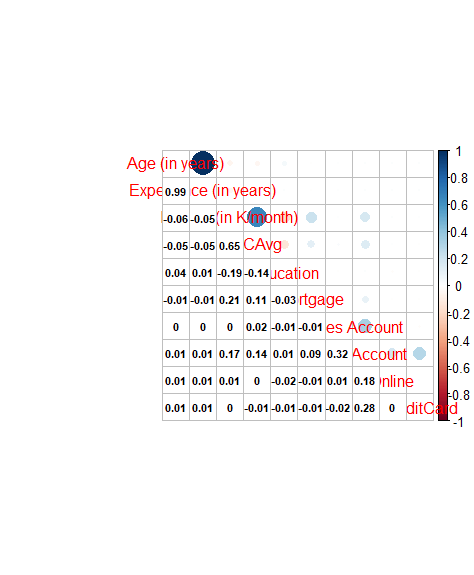 Age (in years) 1
Experience (in years) 0.99 0.8
(in K/month) -0.06 -0.05 0.6
CCAvg -0.05 -0.05 0.65 0.4
ucation 0.04 0.01 -0.19 -0.14 0.2
rtgage -0.01 -0.01 0.21 0.11 -0.03 0
es Account 0 0 0 0.02 -0.01 -0.01 -0.2
Account 0.01 0.01 0.17 0.14 0.01 0.09 0.32 -0.4
Online 0.01 0.01 0.01 0 -0.02 -0.01 0.01 0.18 -0.6
ditCard 0.01 0.01 0 -0.01 -0.01 -0.01 -0.02 0.28 0 -0.8
-1